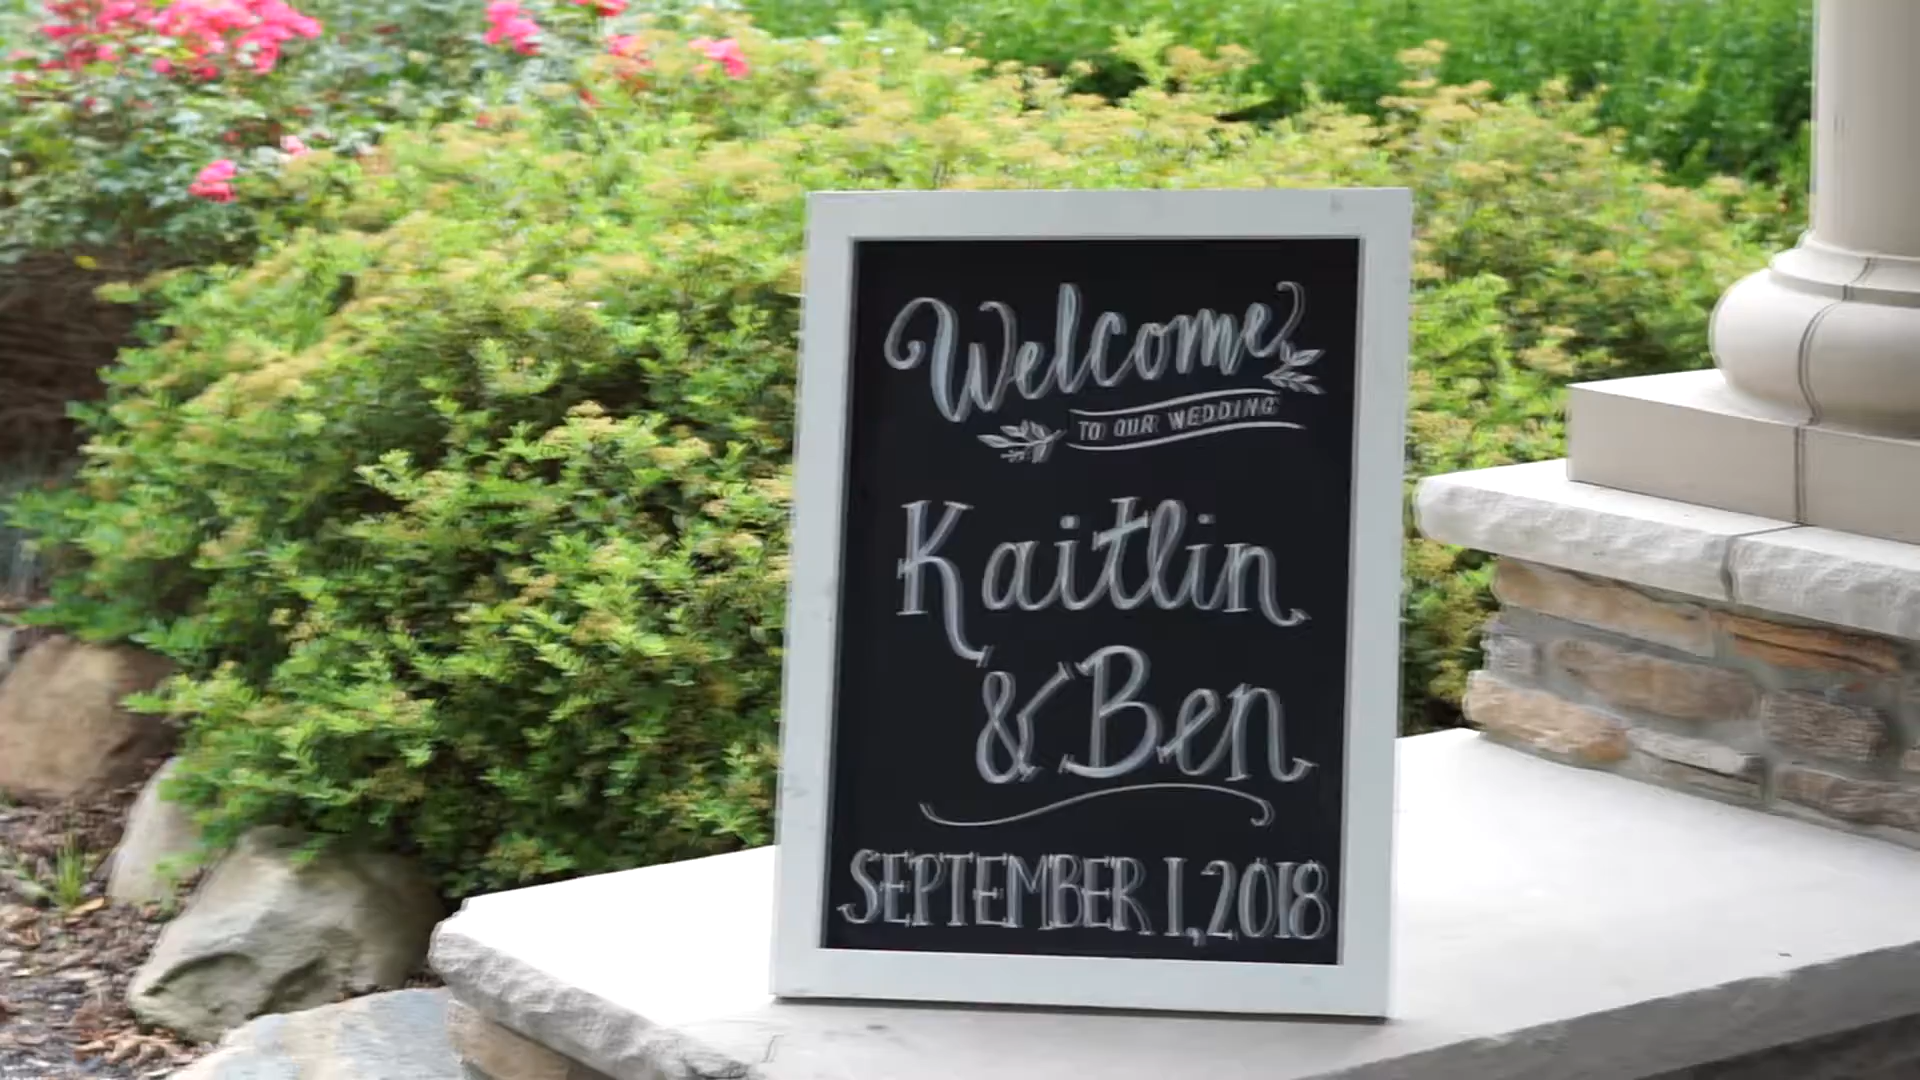 Welcome
TO OUR WEDDING
Kaitlin
& Ben
SEPTEMBER 1, 2018